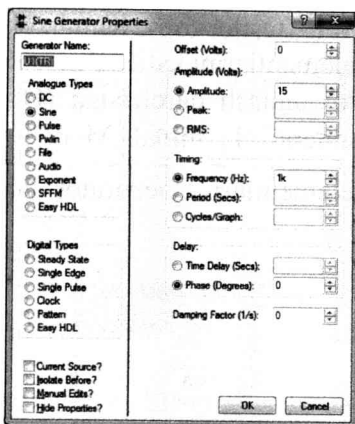 Sine Generator Properties
Generator Name:
Analogue Types
DC
Sine
Pulse
Pwlin
File
Audio
Exponent
SFFM
Easy HDL
Digital Types
Steady State
Single Edge
Single Pulse
Clock
Pattern
Easy HDL
Current Source?
Isolate Before?
Manual Edits?
Hide Properties?
Offset (Volts): 0
Amplitude (Volts):
Amplitude: 15
Peak:
RMS:
Timing:
Frequency (Hz): 1k
Period (Secs):
Cycles/Graph:
Delay:
Time Delay (Secs):
Phase (Degrees): 0
Damping Factor (1/s): 0
OK Cancel